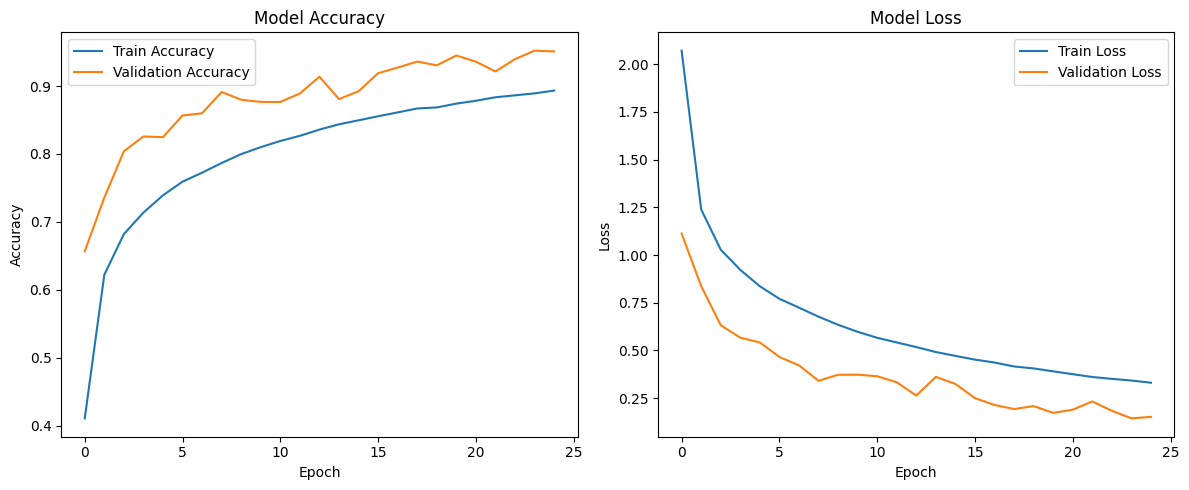 Model Accuracy
Train Accuracy
Validation Accuracy
Accuracy
0.9
0.8
0.7
0.6
0.5
0.4
0 5 10 15 20 25
Epoch
Model Loss
Train Loss
Validation Loss
Loss
2.00
1.75
1.50
1.25
1.00
0.75
0.50
0.25
0 5 10 15 20 25
Epoch